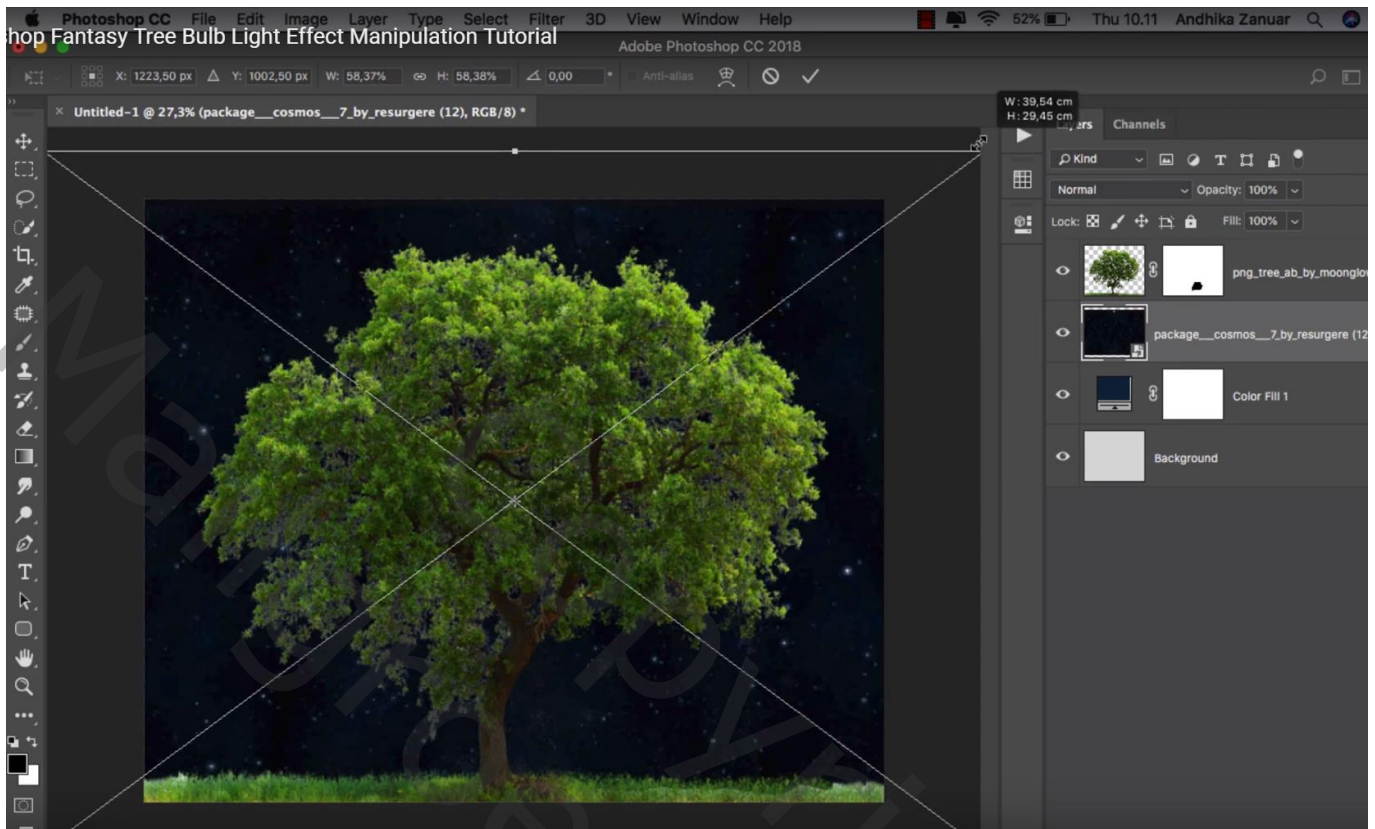 Photoshop CC File Edit Image Layer Type Select Filter 3D View Window Help 52% Thu 10.11 Andhika Zanuar
hop Fantasy Tree Bulb Light Effect Manipulation Tutorial
Adobe Photoshop CC 2018
X: 1223,50 px Y: 1002,50 px W: 58,37% H: 58,38% 0,00 ° Anti-alias
× Untitled-1 @ 27,3% (package__cosmos__7_by_resurgere (12), RGB/8) *
W: 39,54 cm
H: 29,45 cm
Channels
Kind
Normal Opacity: 100%
Lock: Fill: 100%
png_tree_ab_by_moonglo
package__cosmos__7_by_resurgere (12
Color Fill 1
Background